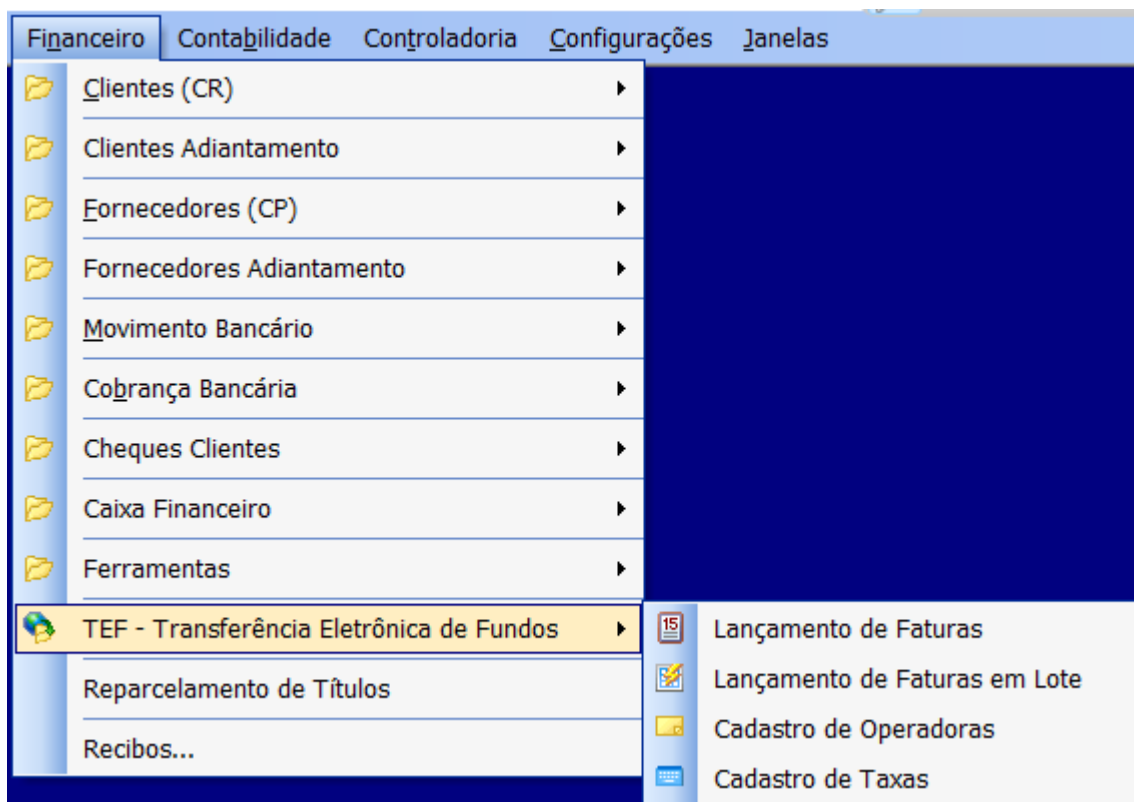 Financeiro Contabilidade Controladoria Configurações Janelas
Clientes (CR)
Clientes Adiantamento
Fornecedores (CP)
Fornecedores Adiantamento
Movimento Bancário
Cobrança Bancária
Cheques Clientes
Caixa Financeiro
Ferramentas
TEF - Transferência Eletrônica de Fundos
Reparcelamento de Títulos
Recibos...
15 Lançamento de Faturas
Lançamento de Faturas em Lote
Cadastro de Operadoras
Cadastro de Taxas